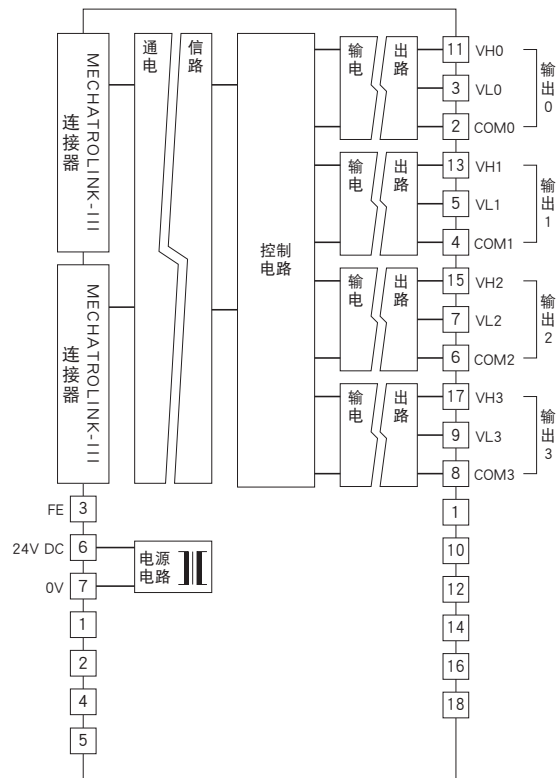 MECHATROLINK-III
连接器
MECHATROLINK-III
连接器
通信
电路
控制
电路
输出
电路
输出
电路
输出
电路
输出
电路
11 VH0
3 VL0
2 COM0
输出0
13 VH1
5 VL1
4 COM1
输出1
15 VH2
7 VL2
6 COM2
输出2
17 VH3
9 VL3
8 COM3
输出3
1
10
12
14
16
18
FE 3
24V DC 6
0V 7
1
2
4
5
电源
电路